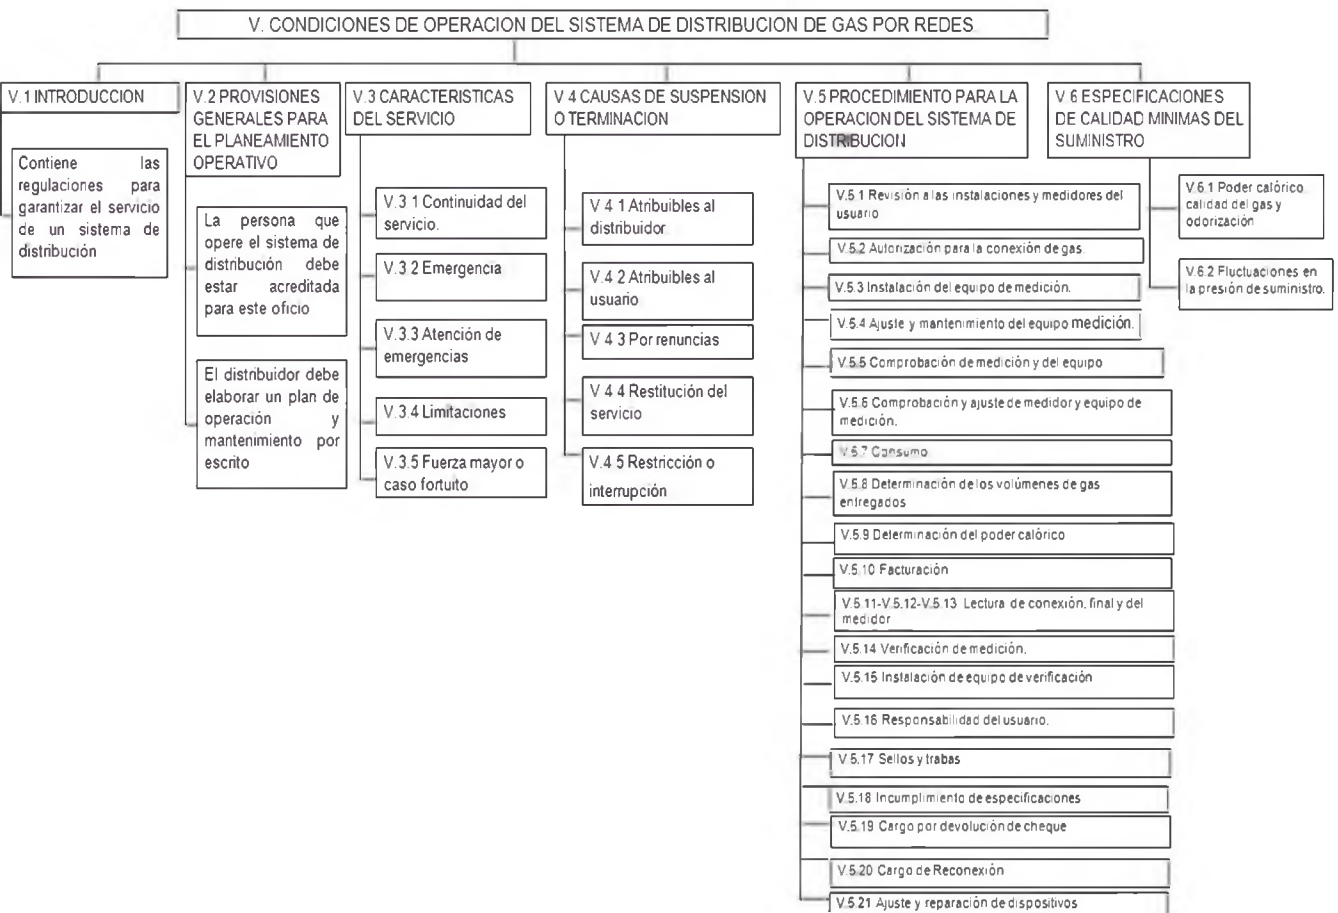 V. CONDICIONES DE OPERACION DEL SISTEMA DE DISTRIBUCION DE GAS POR REDES
V.1 INTRODUCCION
Contiene las
regulaciones para
garantizar el servicio
de un sistema de
distribución
V.2 PROVISIONES
GENERALES PARA
EL PLANEAMIENTO
OPERATIVO
La persona que
opere el sistema de
distribución debe
estar acreditada
para este oficio
El distribuidor debe
elaborar un plan de
operación y
mantenimiento por
escrito
V.3 CARACTERISTICAS
DEL SERVICIO
V.3 1 Continuidad del
servicio.
V.3 2 Emergencia
V.3.3 Atención de
emergencias
V.3.4 Limitaciones
V.3.5 Fuerza mayor o
caso fortuito
V 4 CAUSAS DE SUSPENSION
O TERMINACION
V 4 1 Atribuibles al
distribuidor
V.4 2 Atribuibles al
usuario
V 4 3 Por renuncias
V 4 4 Restitución del
servicio
V.4 5 Restricción o
interrupción
V.5 PROCEDIMIENTO PARA LA
OPERACION DEL SISTEMA DE
DISTRIBUCION
V.5 1 Revisión a las instalaciones y medidores del
usuario
V.5.2 Autorización para la conexión de gas.
V.5.3 Instalación del equipo de medición.
V.5.4 Ajuste y mantenimiento del equipo medición.
V.5.5 Comprobación de medición y del equipo
V.5.6 Comprobación y ajuste de medidor y equipo de
medición.
V.5.7 Consumo
V.5.8 Determinación de los volúmenes de gas
entregados
V.5.9 Determinación del poder calórico
V.5.10 Facturación
V.5.11-V.5.12-V.5.13 Lectura de conexión, final y del
medidor
V.5.14 Verificación de medición.
V.5.15 Instalación de equipo de verificación
V.5.16 Responsabilidad del usuario.
V.5.17 Sellos y trabas
V.5.18 Incumplimiento de especificaciones
V.5.19 Cargo por devolución de cheque
V.5.20 Cargo de Reconexión
V.5.21 Ajuste y reparación de dispositivos
V.6 ESPECIFICACIONES
DE CALIDAD MINIMAS DEL
SUMINISTRO
V.6.1 Poder calórico
calidad del gas y
odorización
V.6.2 Fluctuaciones en
la presión de suministro.